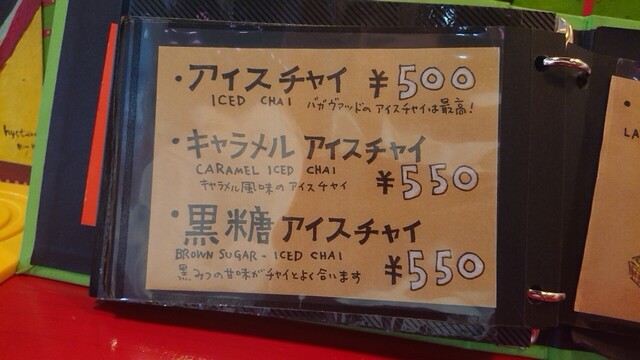 ・アイスチャイ ¥500
ICED CHAI バガヴァッドのアイスチャイは最高!
・キャラメル アイスチャイ
CARAMEL ICED CHAI
キャラメル風味のアイスチャイ ¥550
・黒糖 アイスチャイ
BROWN SUGAR - ICED CHAI
黒みつの甘味がチャイとよく合います ¥550
LA